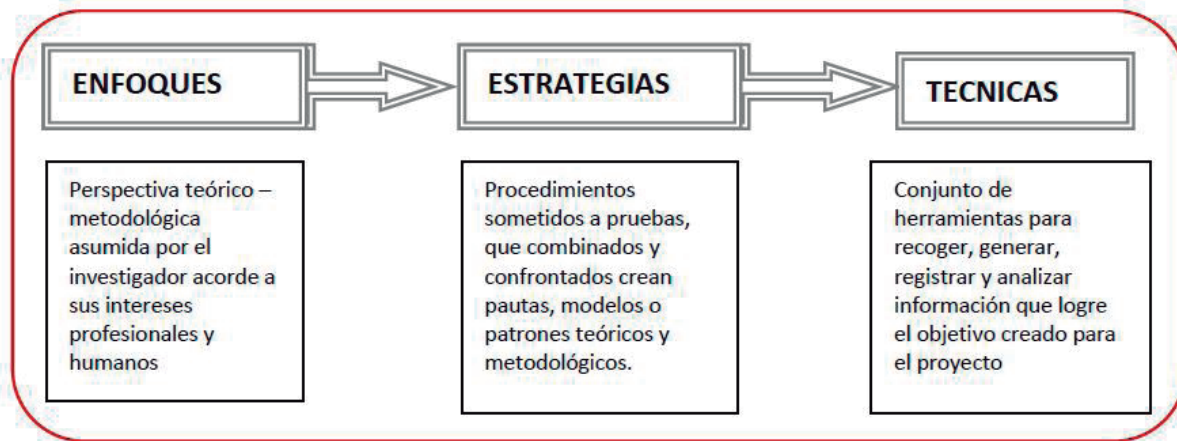 ENFOQUES
ESTRATEGIAS
TECNICAS
Perspectiva teórico –
metodológica
asumida por el
investigador acorde a
sus intereses
profesionales y
humanos
Procedimientos
sometidos a pruebas,
que combinados y
confrontados crean
pautas, modelos o
patrones teóricos y
metodológicos.
Conjunto de
herramientas para
recoger, generar,
registrar y analizar
información que logre
el objetivo creado para
el proyecto